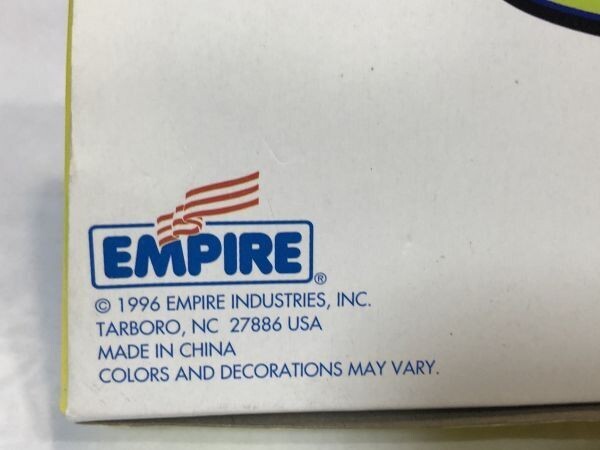 EMPIRE®
© 1996 EMPIRE INDUSTRIES, INC.
TARBORO, NC 27886 USA
MADE IN CHINA
COLORS AND DECORATIONS MAY VARY.